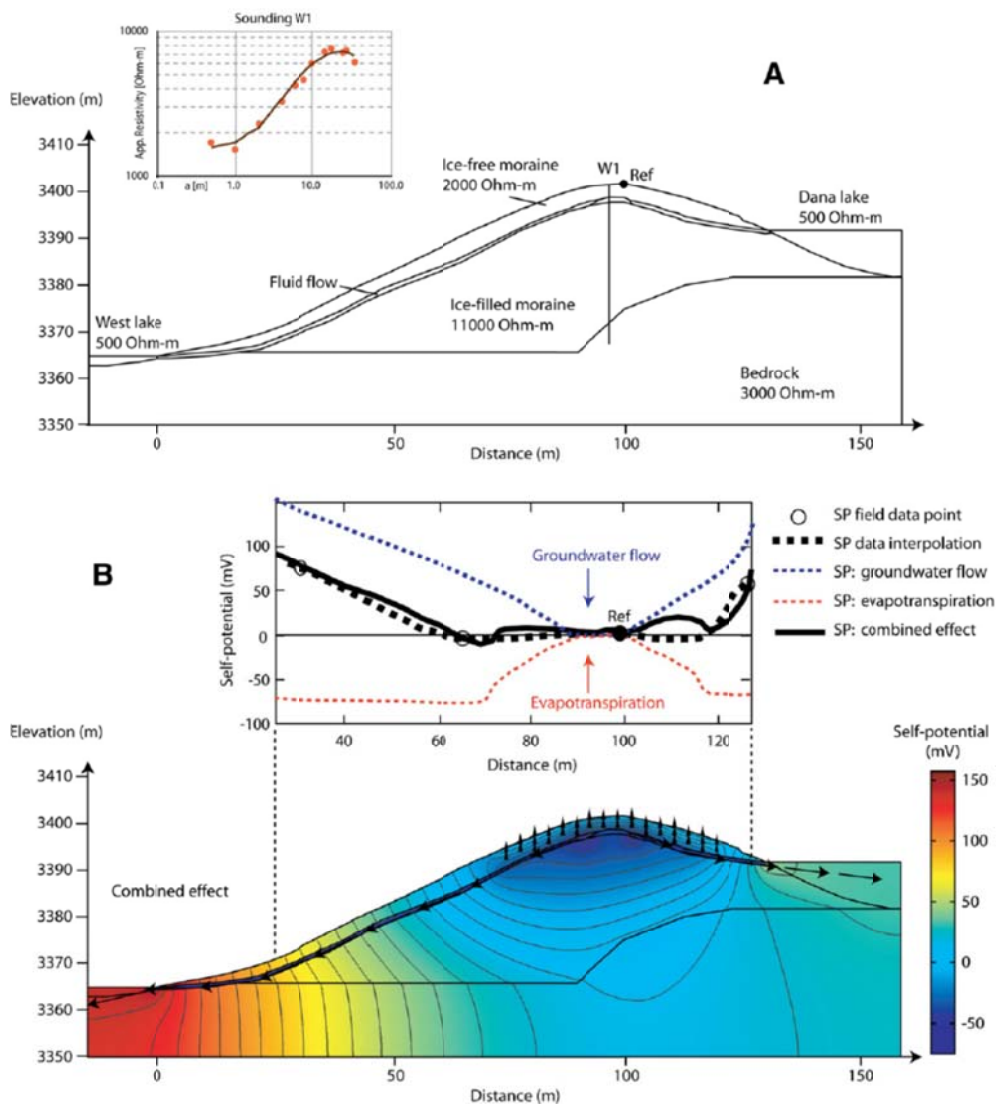 Sounding W1
10000
App. Resistivity [Ohm-m]
1000
0.1
a [m]
1.0
10.0
100.0
A
Elevation (m)
3410
3400
3390
3380
3370
3360
3350
Ice-free moraine
2000 Ohm-m
W1
Ref
Dana lake
500 Ohm-m
Fluid flow
Ice-filled moraine
11000 Ohm-m
West lake
500 Ohm-m
Bedrock
3000 Ohm-m
0
50
100
150
Distance (m)
B
Self-potential (mV)
100
50
0
-50
-100
Groundwater flow
Ref
Evapotranspiration
40
60
80
100
120
Distance (m)
SP field data point
SP data interpolation
SP: groundwater flow
SP: evapotranspiration
SP: combined effect
Elevation (m)
3410
3400
3390
3380
3370
3360
3350
Combined effect
0
50
100
150
Distance (m)
Self-potential
(mV)
150
100
50
0
-50